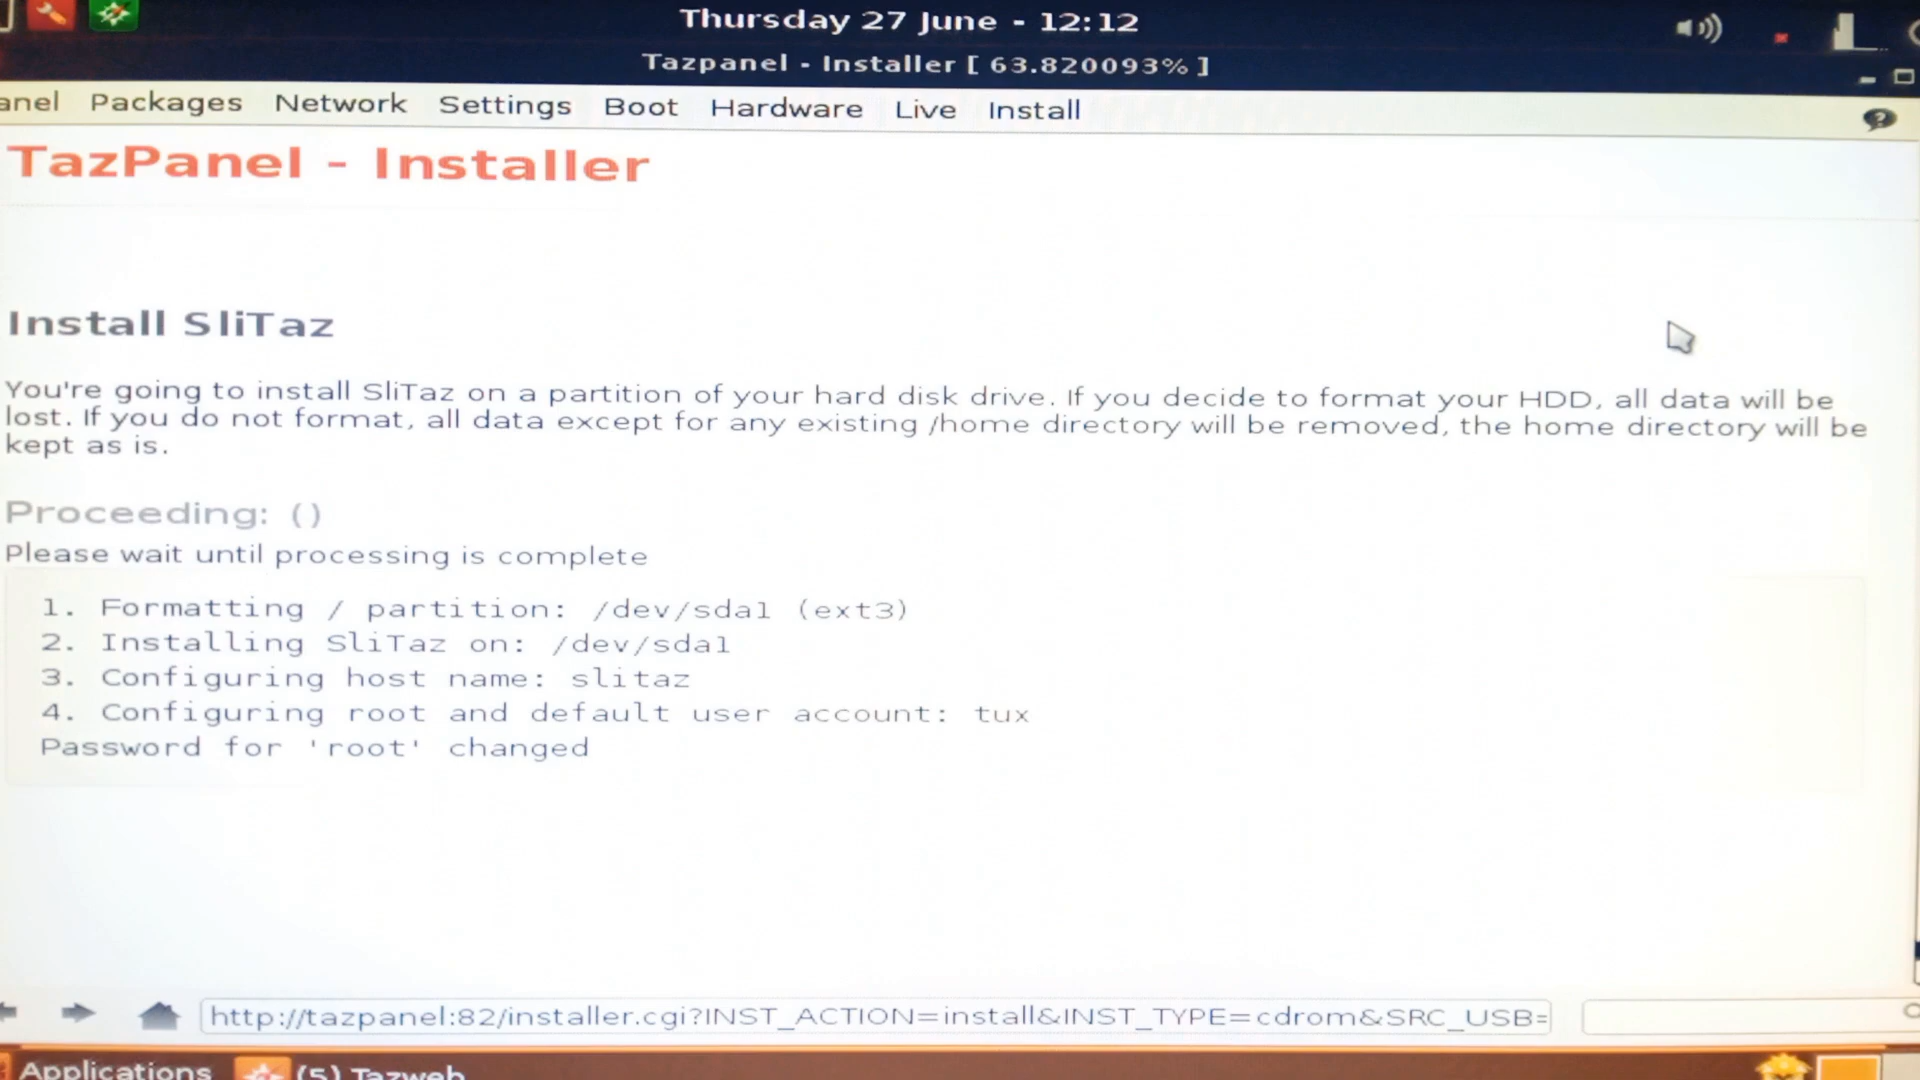 Thursday 27 June - 12:12
Tazpanel - Installer [ 63.820093% ]
anel Packages Network Settings Boot Hardware Live Install
TazPanel - Installer
Install SliTaz
You're going to install SliTaz on a partition of your hard disk drive. If you decide to format your HDD, all data will be
lost. If you do not format, all data except for any existing /home directory will be removed, the home directory will be
kept as is.
Proceeding: ()
Please wait until processing is complete
1. Formatting / partition: /dev/sda1 (ext3)
2. Installing SliTaz on: /dev/sda1
3. Configuring host name: slitaz
4. Configuring root and default user account: tux
Password for 'root' changed
http://tazpanel:82/installer.cgi?INST_ACTION=install&INST_TYPE=cdrom&SRC_USB=
Applications (5) Tazweb